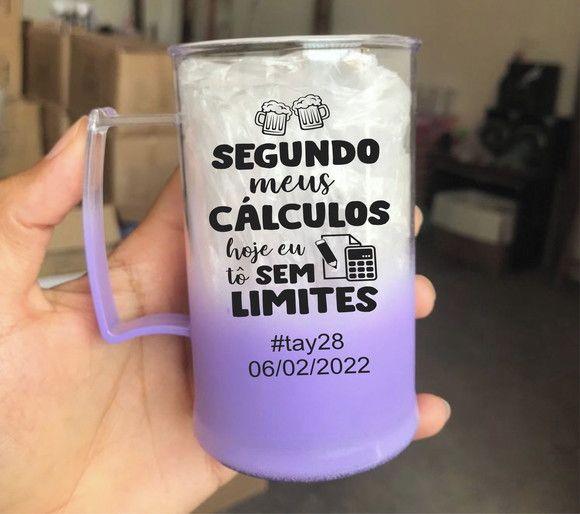 SEGUNDO
meus
CÁLCULOS
hoje eu
tô SEM
LIMITES
#tay28
06/02/2022